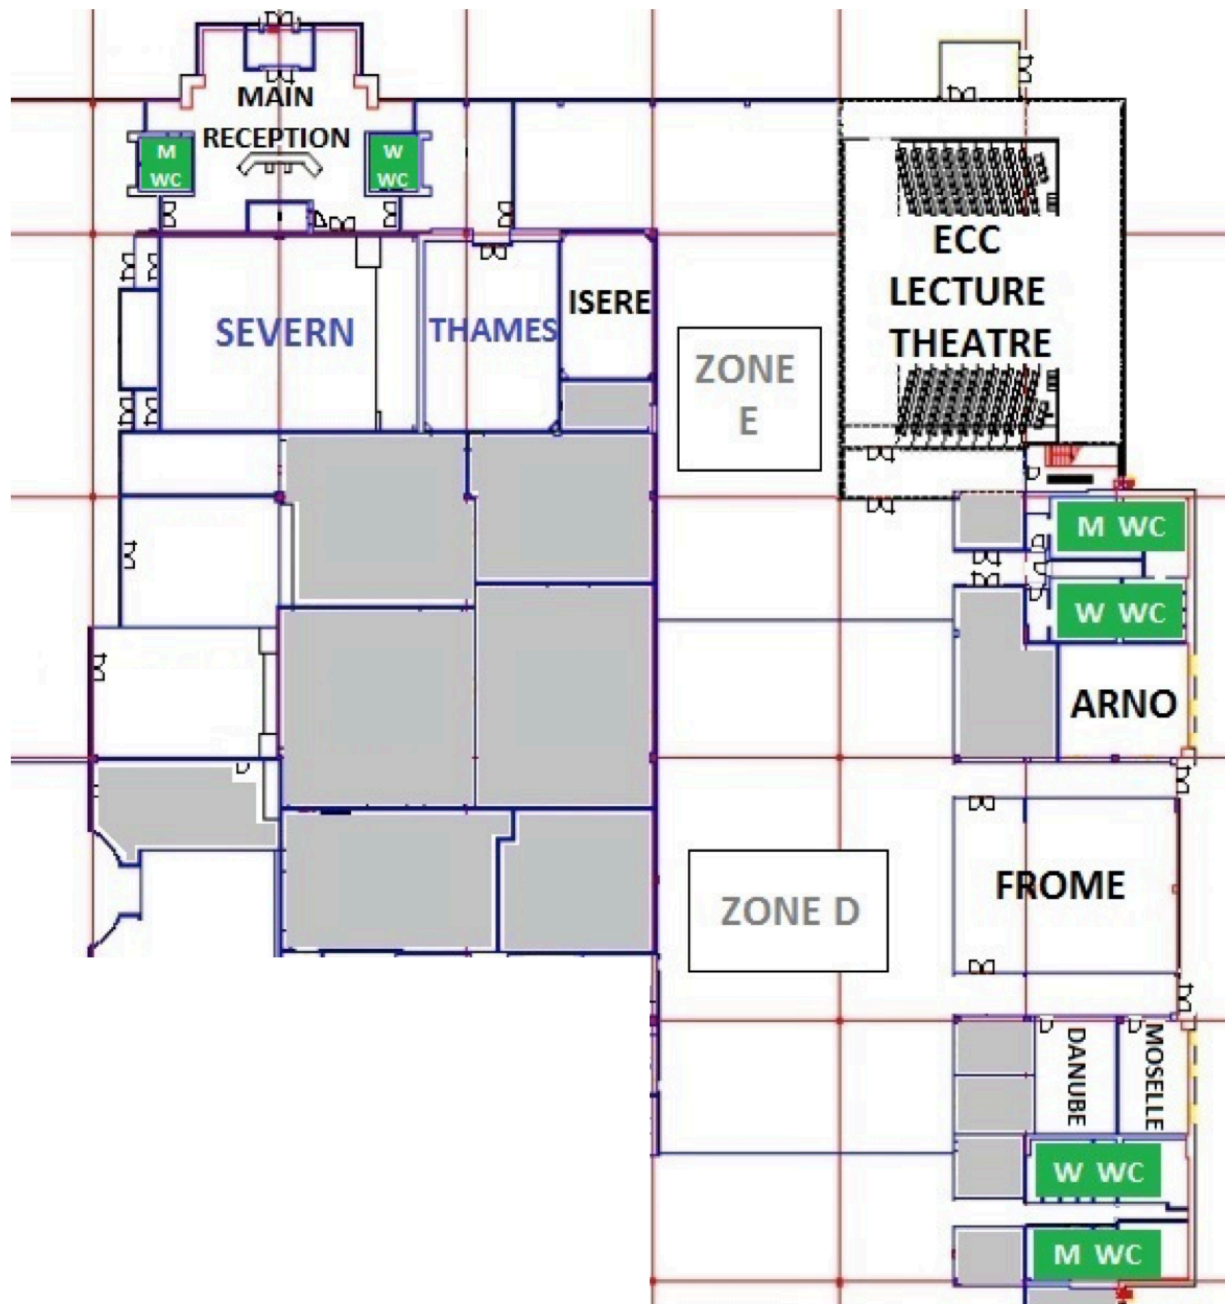 MAIN
RECEPTION
M
WC
W
WC
ECC
LECTURE
THEATRE
SEVERN
THAMES
ISERE
ZONE
E
M WC
W WC
ARNO
FROME
ZONE D
DANUBE
MOSELLE
W WC
M WC